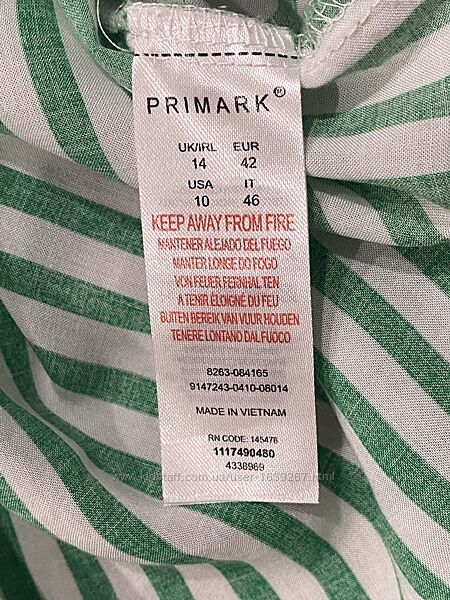 PRIMARK®
UK/IRL EUR
14 42
USA IT
10 46
KEEP AWAY FROM FIRE
MANTENER ALEJADO DEL FUEGO
MANTER LONGE DO FOGO
VON FEUER FERNHALTEN
A TENIR ÉLOIGNÉ DU FEU
BUITEN BEREIK VAN VUUR HOUDEN
TENERE LONTANO DAL FUOCO
8263-084165
9147243-0410-08014
MADE IN VIETNAM
RN CODE: 145478
1117490480
4338969